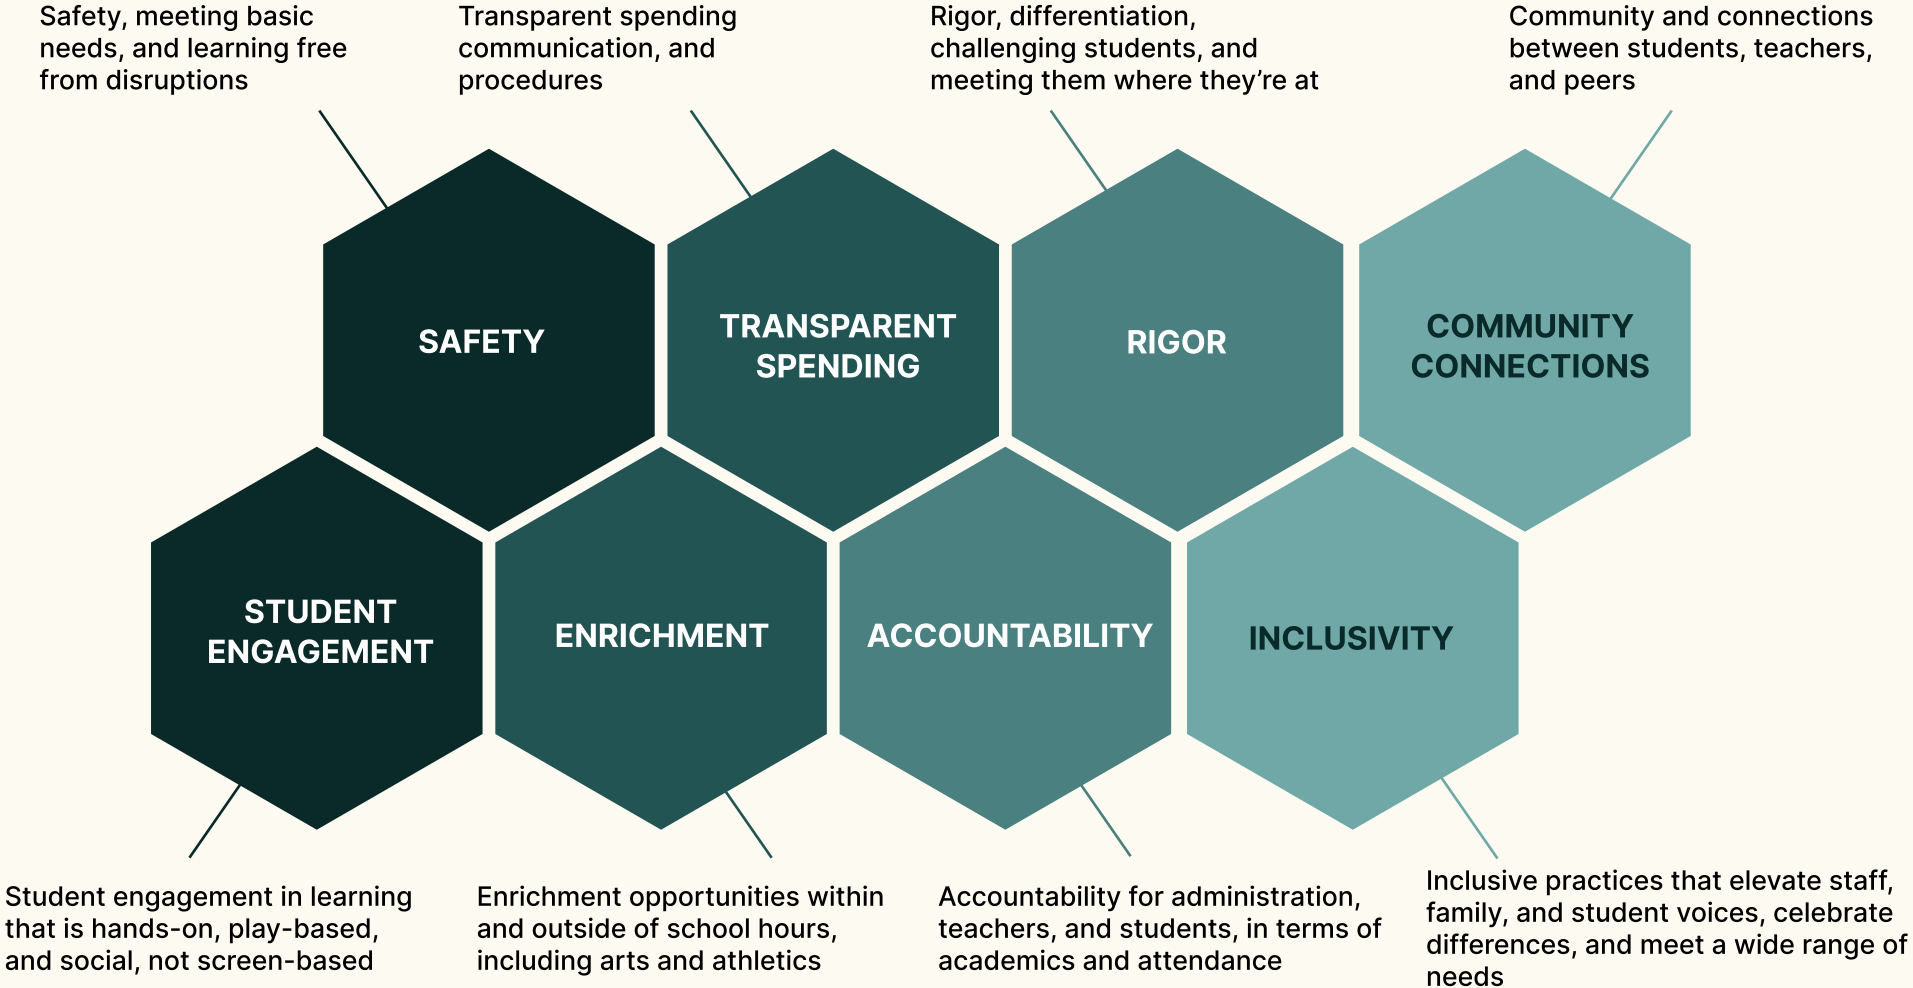 Safety, meeting basic
needs, and learning free
from disruptions
Transparent spending
communication, and
procedures
Rigor, differentiation,
challenging students, and
meeting them where they’re at
Community and connections
between students, teachers,
and peers
SAFETY
TRANSPARENT
SPENDING
RIGOR
COMMUNITY
CONNECTIONS
STUDENT
ENGAGEMENT
ENRICHMENT
ACCOUNTABILITY
INCLUSIVITY
Student engagement in learning
that is hands-on, play-based,
and social, not screen-based
Enrichment opportunities within
and outside of school hours,
including arts and athletics
Accountability for administration,
teachers, and students, in terms of
academics and attendance
Inclusive practices that elevate staff,
family, and student voices, celebrate
differences, and meet a wide range of
needs